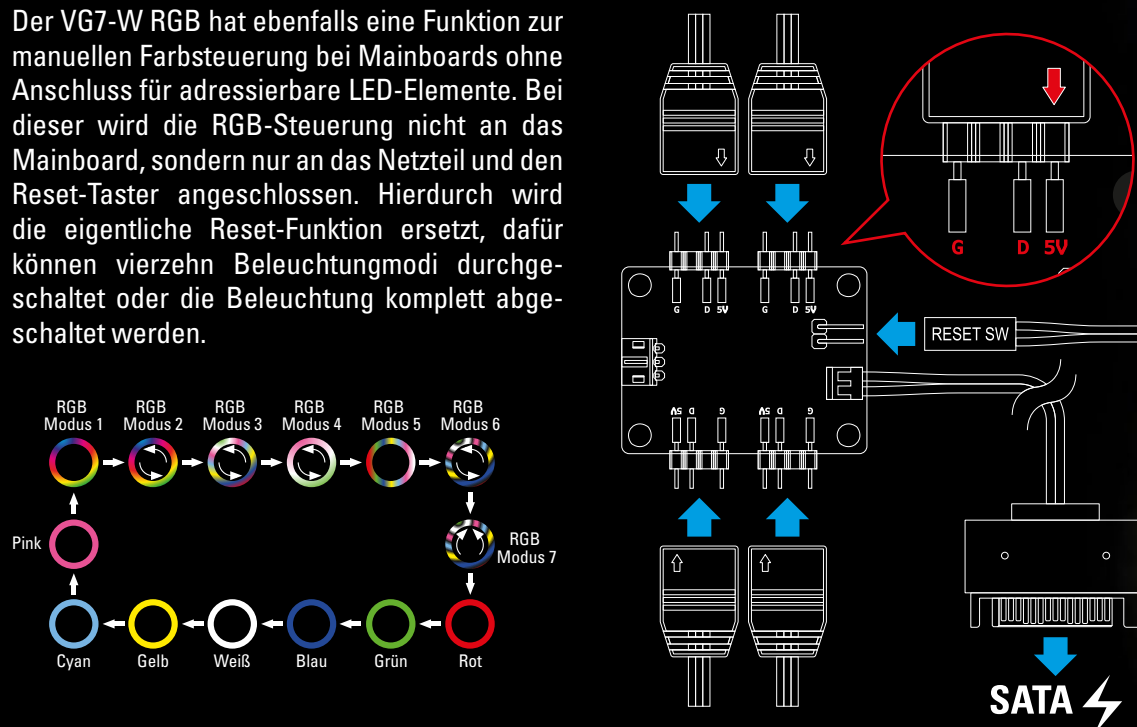 Der VG7-W RGB hat ebenfalls eine Funktion zur
manuellen Farbsteuerung bei Mainboards ohne
Anschluss für adressierbare LED-Elemente. Bei
dieser wird die RGB-Steuerung nicht an das
Mainboard, sondern nur an das Netzteil und den
Reset-Taster angeschlossen. Hierdurch wird
die eigentliche Reset-Funktion ersetzt, dafür
können vierzehn Beleuchtungmodi durchge-
schaltet oder die Beleuchtung komplett abge-
schaltet werden.
RGB
Modus 1
RGB
Modus 2
RGB
Modus 3
RGB
Modus 4
RGB
Modus 5
RGB
Modus 6
RGB
Modus 7
Pink
Cyan
Gelb
Weiß
Blau
Grün
Rot
G D 5V
G D 5V
G D 5V
RESET SW
5V D G
5V D G
SATA